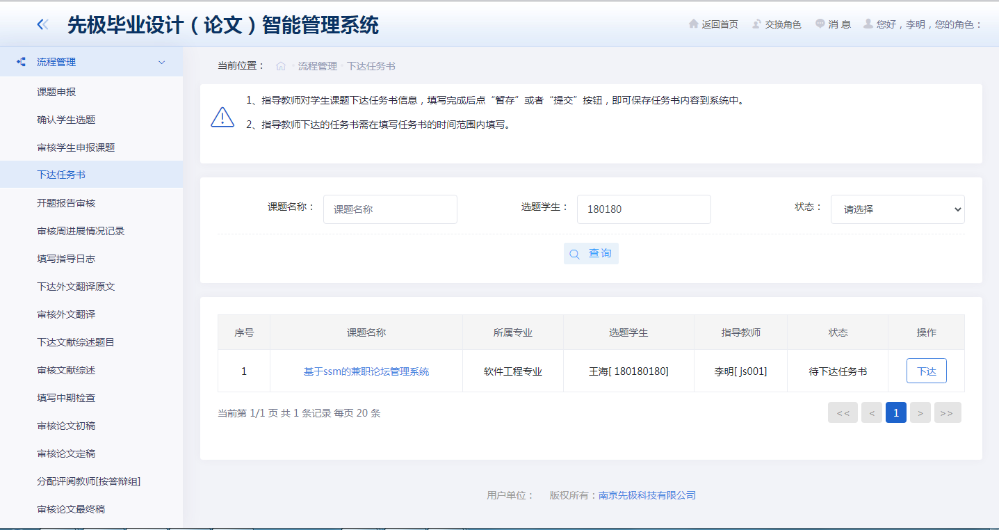 先极毕业设计（论文）智能管理系统
返回首页 交换角色 消 息 您好，李明，您的角色：
流程管理
课题申报
确认学生选题
审核学生申报课题
下达任务书
开题报告审核
审核周进展情况记录
填写指导日志
下达外文翻译原文
审核外文翻译
下达文献综述题目
审核文献综述
填写中期检查
审核论文初稿
审核论文定稿
分配评阅教师[按答辩组]
审核论文最终稿
当前位置： 流程管理 下达任务书
1、指导教师对学生课题下达任务书信息，填写完成后点“暂存”或者“提交”按钮，即可保存任务书内容到系统中。
2、指导教师下达的任务书需在填写任务书的时间范围内填写。
课题名称： 课题名称 选题学生： 180180 状态： 请选择
查询
序号 课题名称 所属专业 选题学生 指导教师 状态 操作
1 基于ssm的兼职论坛管理系统 软件工程专业 王海[ 180180180] 李明[ js001] 待下达任务书 下达
当前第 1/1 页 共 1 条记录 每页 20 条 << < 1 > >>
用户单位： 版权所有：南京先极科技有限公司